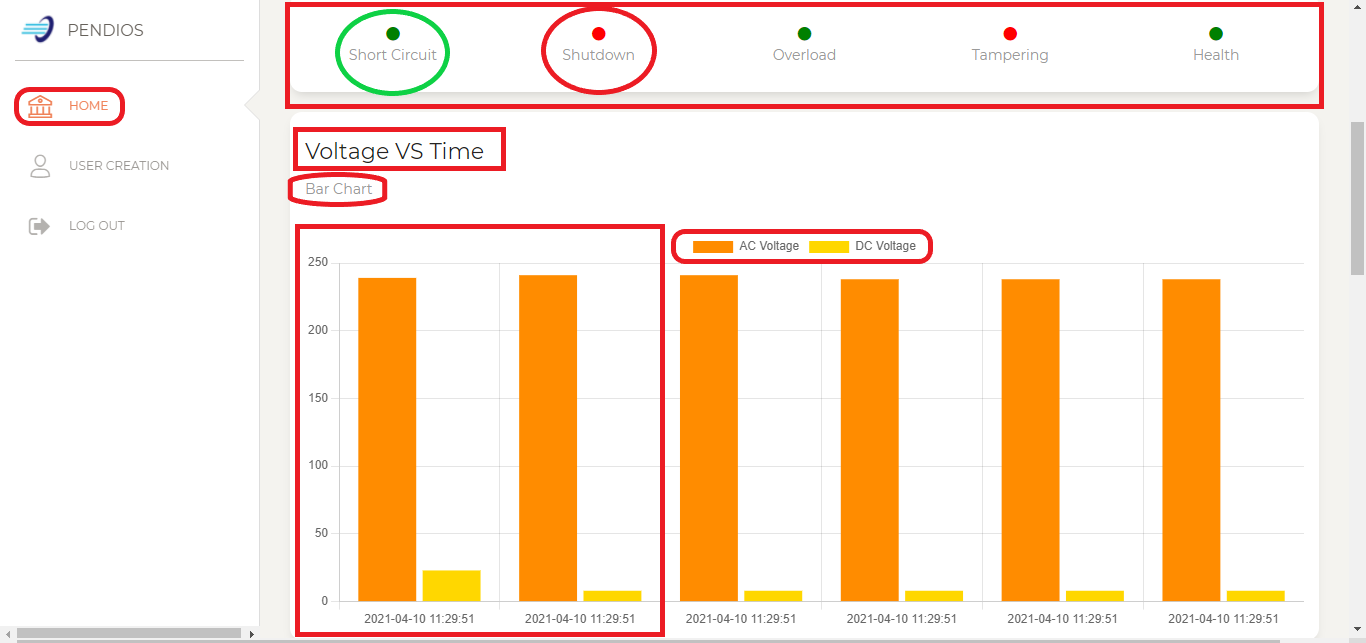 PENDIOS
HOME
USER CREATION
LOG OUT
Short Circuit
Shutdown
Overload
Tampering
Health
Voltage VS Time
Bar Chart
AC Voltage DC Voltage
250
200
150
100
50
0
2021-04-10 11:29:51 2021-04-10 11:29:51 2021-04-10 11:29:51 2021-04-10 11:29:51 2021-04-10 11:29:51 2021-04-10 11:29:51